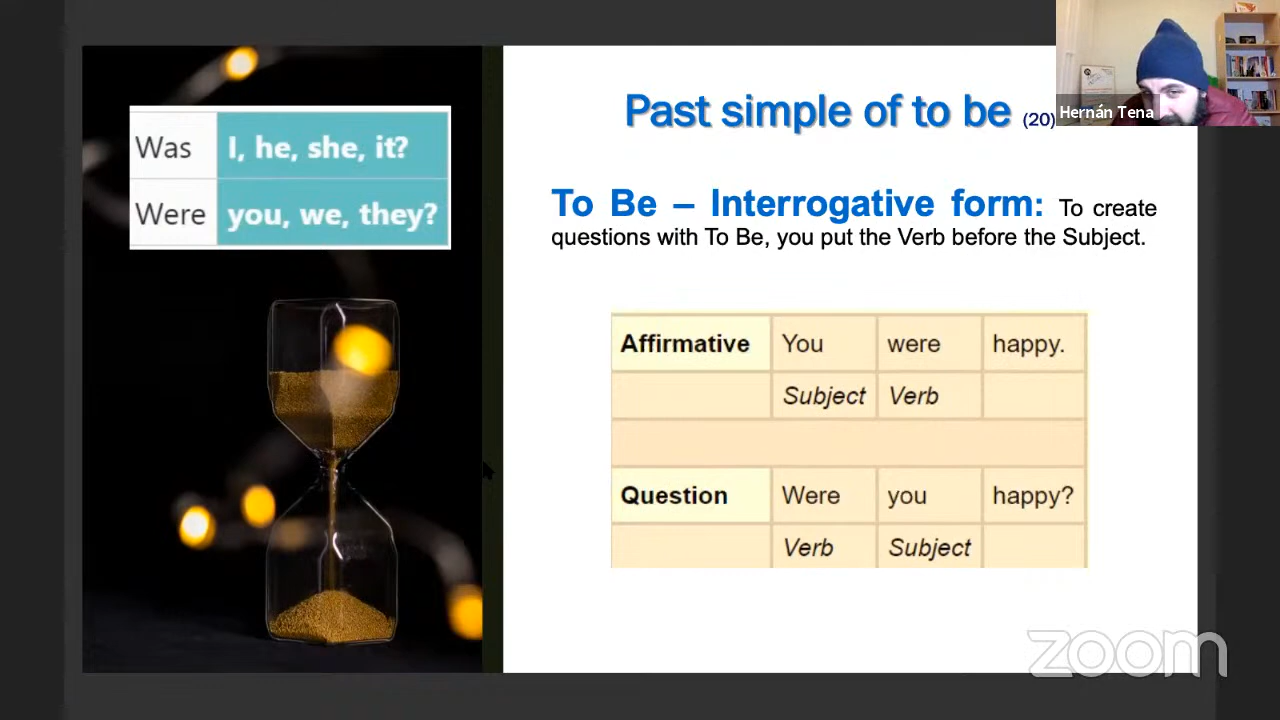 Was I, he, she, it?
Were you, we, they?
Past simple of to be (20)
Hernán Tena
To Be – Interrogative form: To create
questions with To Be, you put the Verb before the Subject.
Affirmative You were happy.
Subject Verb
Question Were you happy?
Verb Subject
zoom